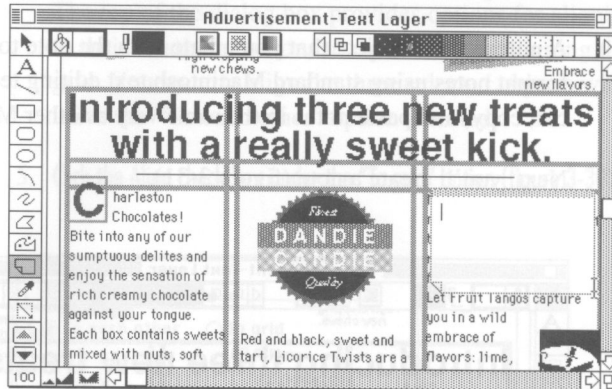 Advertisement-Text Layer
A
new chews.
Embrace
new flavors.
Introducing three new treats
with a really sweet kick.
Charleston
Chocolates!
Bite into any of our
sumptuous delites and
enjoy the sensation of
rich creamy chocolate
against your tongue.
Each box contains sweets
mixed with nuts, soft
Finest
DANDIE
CANDIE
Quality
Red and black, sweet and
tart, Licorice Twists are a
Let Fruit Tangos capture
you in a wild
embrace of
flavors: lime,
100